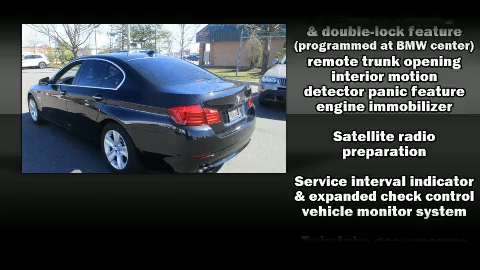 & double-lock feature
(programmed at BMW center)
remote trunk opening
interior motion
detector panic feature
engine immobilizer
Satellite radio
preparation
Service interval indicator
& expanded check control
vehicle monitor system